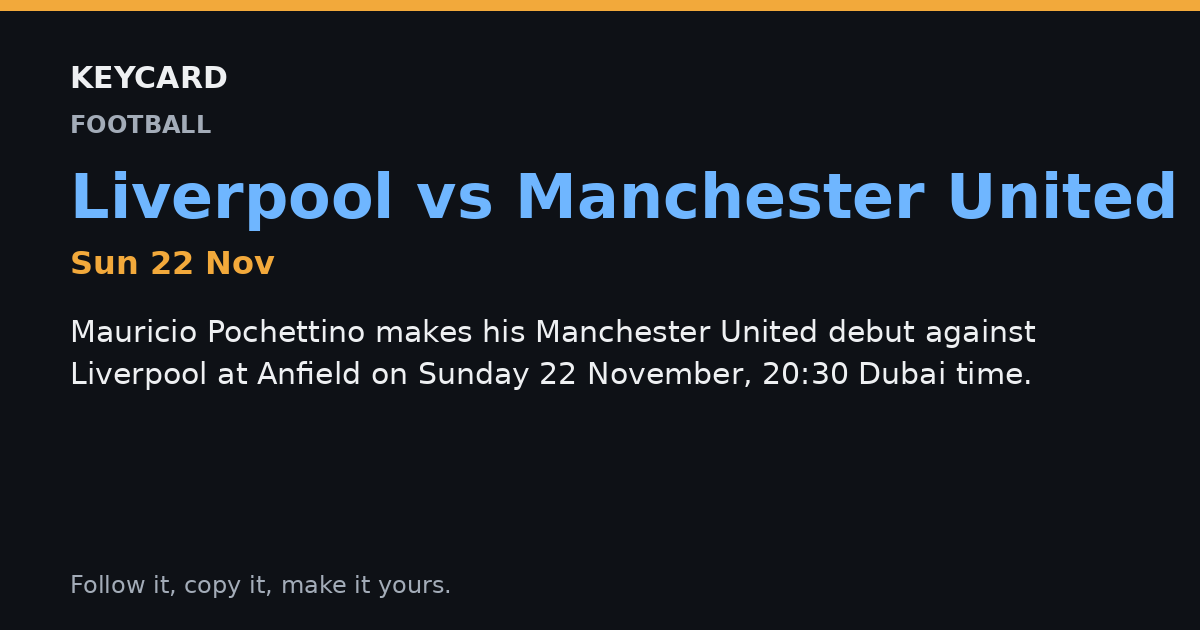 KEYCARD
FOOTBALL
Liverpool vs Manchester United
Sun 22 Nov
Mauricio Pochettino makes his Manchester United debut against
Liverpool at Anfield on Sunday 22 November, 20:30 Dubai time.
Follow it, copy it, make it yours.